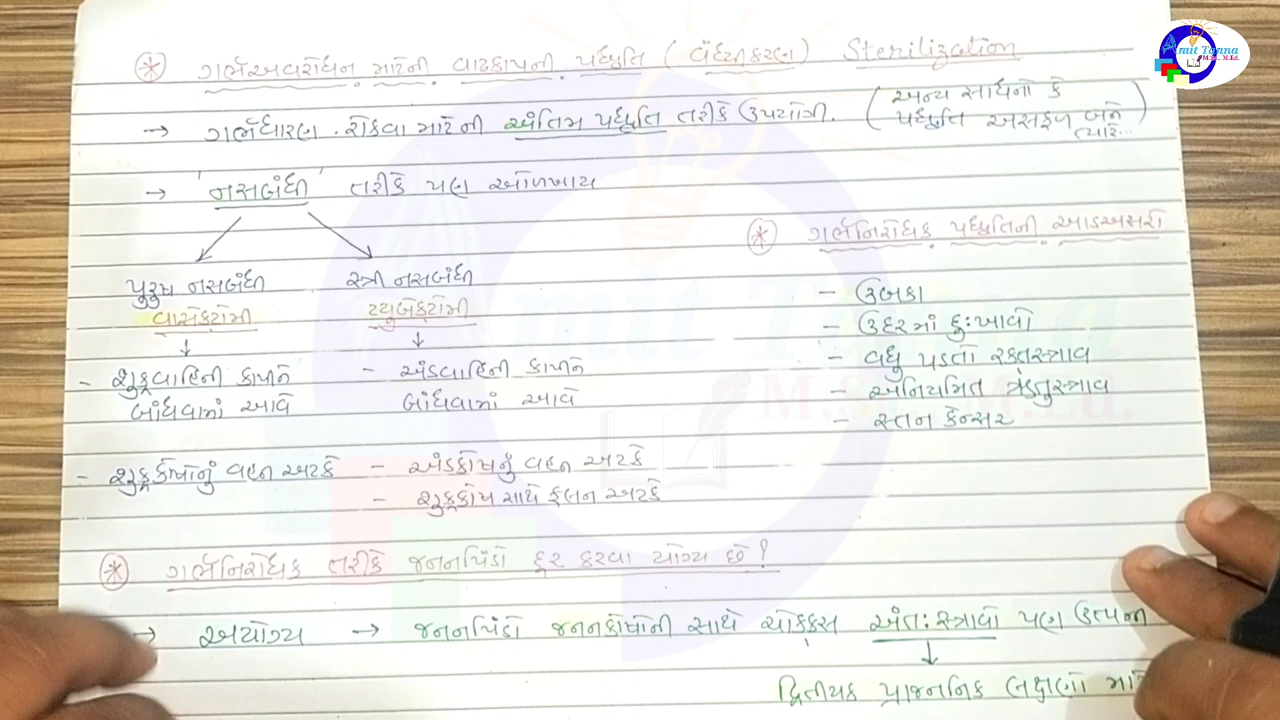 ગર્ભઅવરોધન માટેની વાઢકાપની પદ્ધતિ (વંધ્યીકરણ) Sterilization
→ ગર્ભધારણ રોકવા માટેની અંતિમ પદ્ધતિ તરીકે ઉપયોગી. (અન્ય સાધનો કે
પદ્ધતિ અસફળ બને
ત્યારે...)
→ 'નસબંધી' તરીકે પણ ઓળખાય
પુરુષ નસબંધી
વાસેક્ટોમી
- શુક્રવાહિની કાપીને
બાંધવામાં આવે
- શુક્રકોષોનું વહન અટકે
સ્ત્રી નસબંધી
ટ્યુબેક્ટોમી
- અંડવાહિની કાપીને
બાંધવામાં આવે
- અંડકોષનું વહન અટકે
- શુક્રકોષ સાથે ફલન અટકે
ગર્ભનિરોધક પદ્ધતિની આડઅસરો
- ઉબકા
- ઉદરમાં દુઃખાવો
- વધુ પડતો રક્તસ્ત્રાવ
- અનિયમિત ઋતુસ્ત્રાવ
- સ્તન કેન્સર
ગર્ભનિરોધક તરીકે જનનપિંડો દુર કરવા યોગ્ય છે?
→ અયોગ્ય → જનનપિંડો જનનકોષોની સાથે ચોક્કસ અંતઃસ્ત્રાવો પણ ઉત્પન્ન
દ્વિતીયક પ્રાજનનિક લક્ષણો
Amit Tanna
M.Sc., M.Ed.